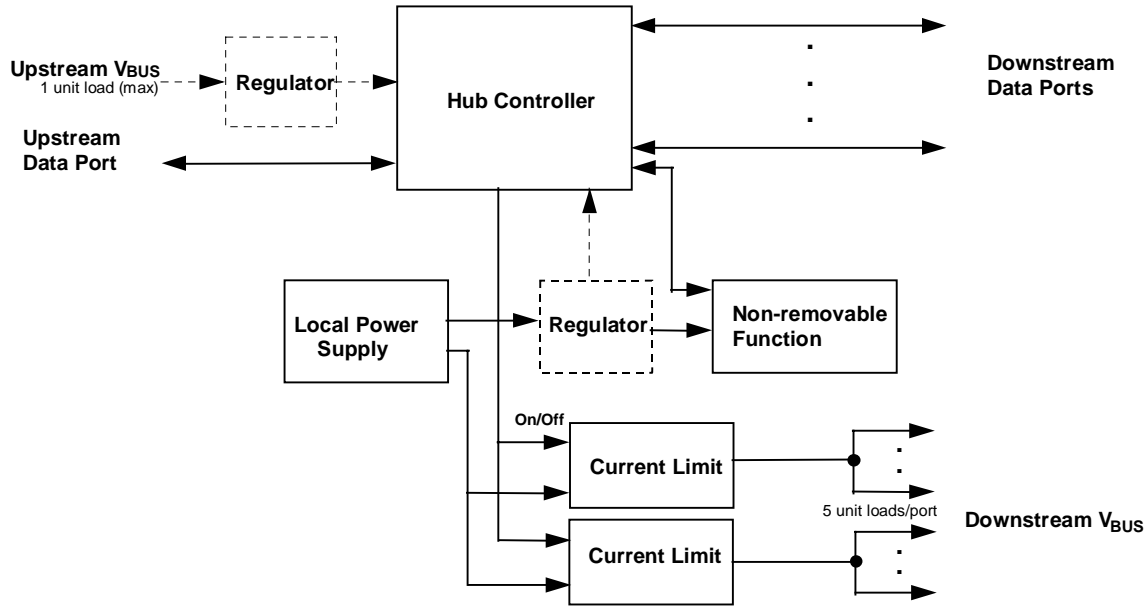 Upstream VBUS
1 unit load (max)
Regulator
Hub Controller
Downstream
Data Ports
Upstream
Data Port
Local Power
Supply
Regulator
Non-removable
Function
On/Off
Current Limit
5 unit loads/port
Downstream VBUS
Current Limit